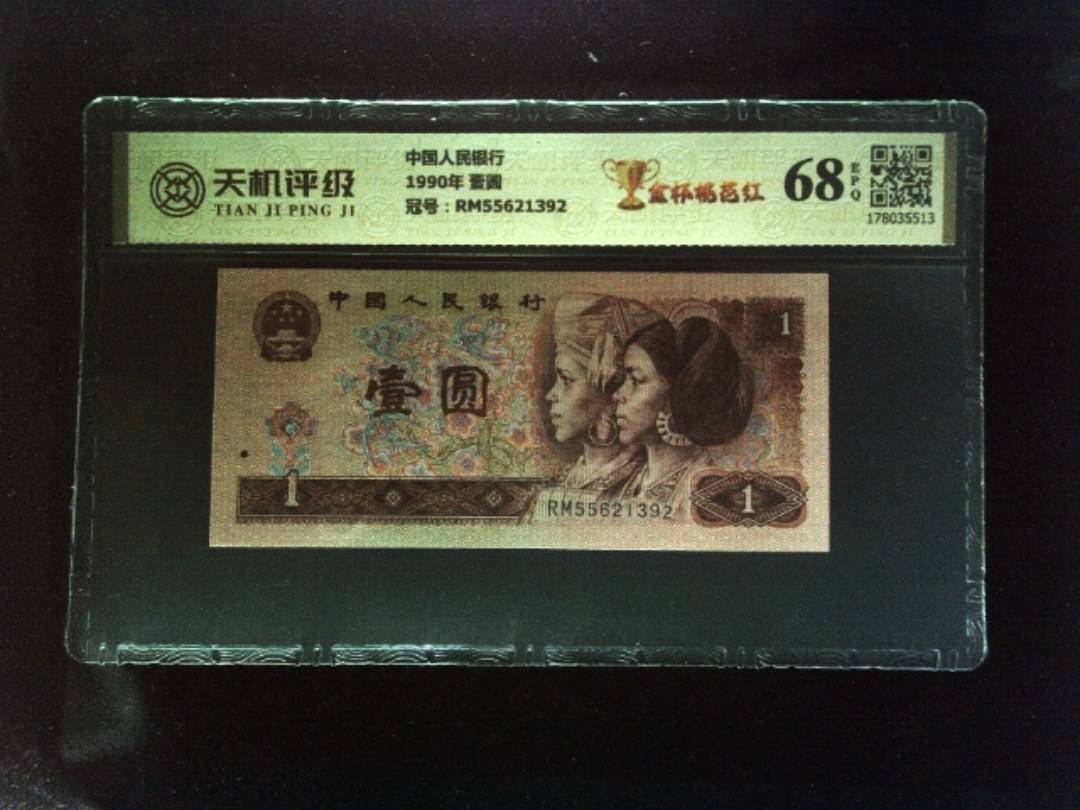 天机评级
TIAN JI PING JI
中国人民银行
1990年 壹圆
冠号：RM55621392
金杯桃花红
68
EPQ
178035513
中國人民銀行
1
壹圆
1
RM55621392
1